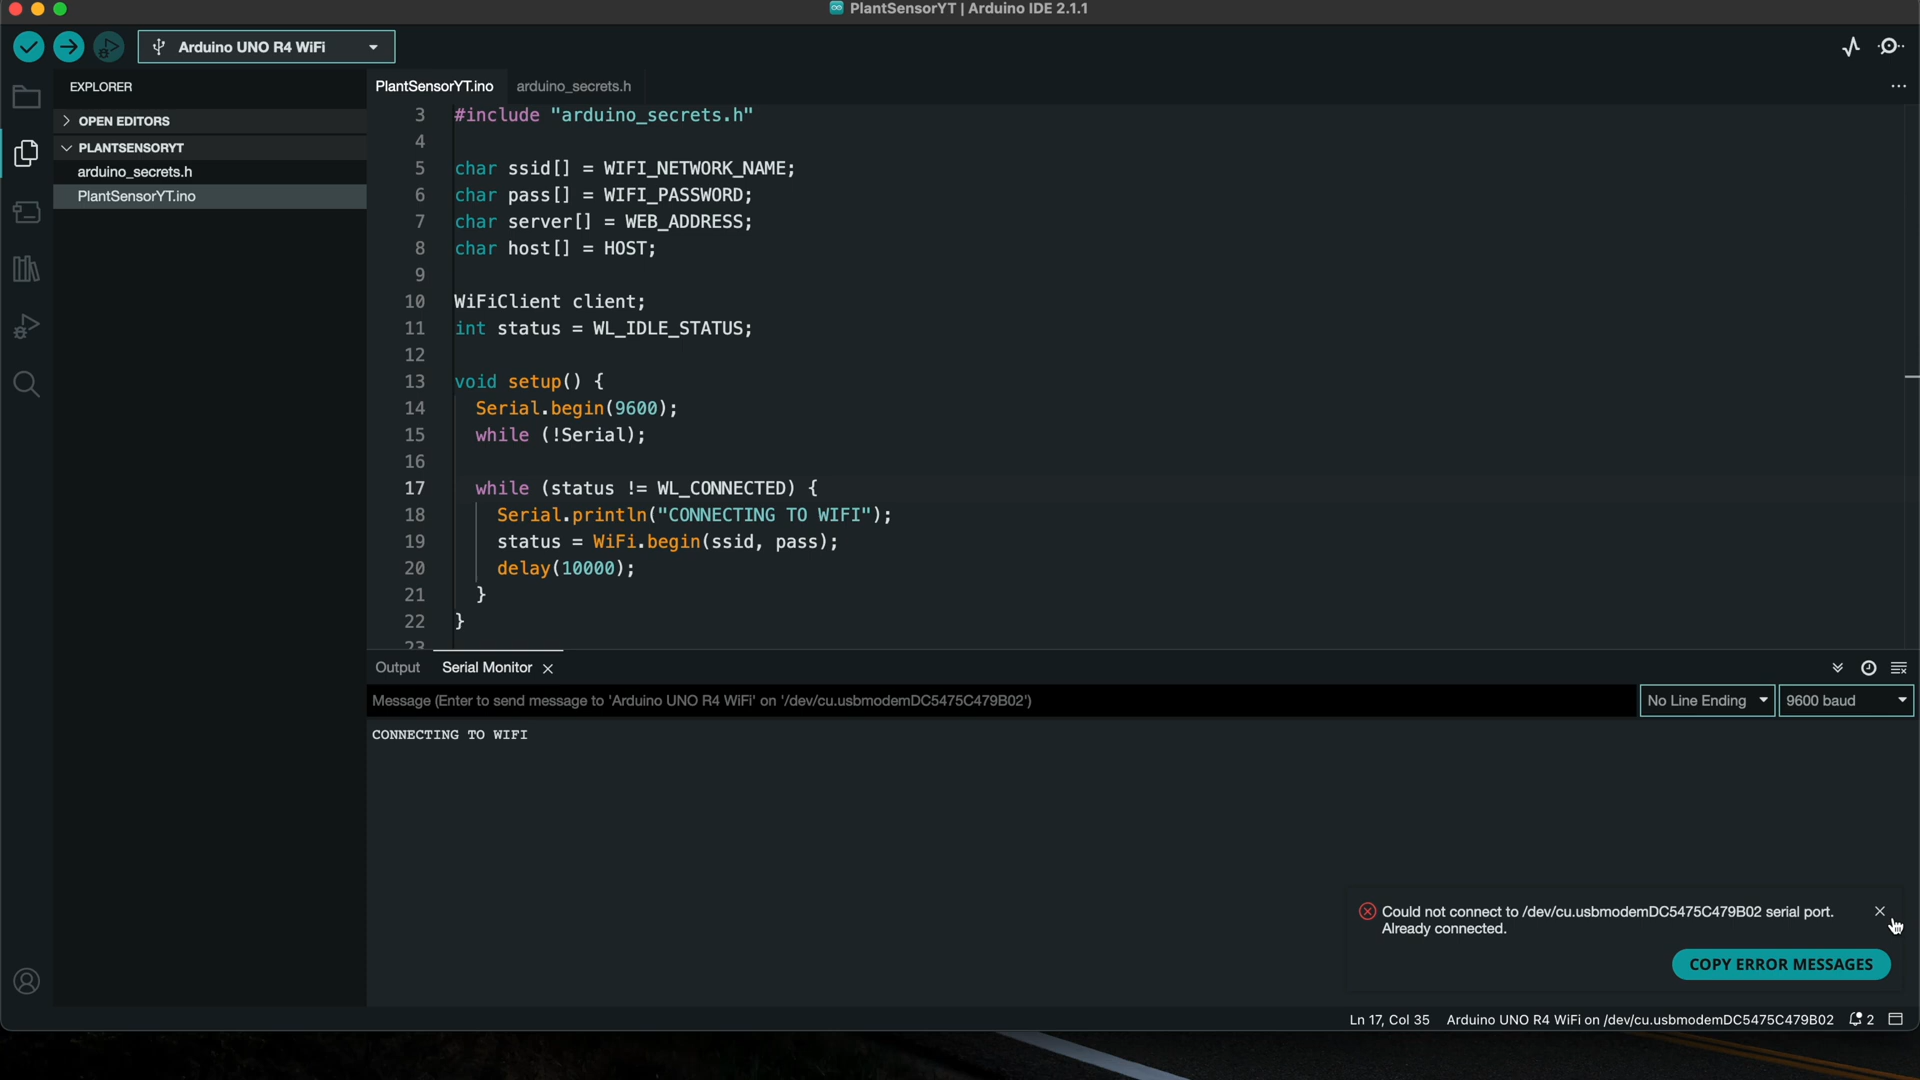 PlantSensorYT | Arduino IDE 2.1.1
Arduino UNO R4 WiFi
EXPLORER
OPEN EDITORS
PLANTSENSORYT
arduino_secrets.h
PlantSensorYT.ino
PlantSensorYT.ino arduino_secrets.h
3 #include "arduino_secrets.h"
4
5 char ssid[] = WIFI_NETWORK_NAME;
6 char pass[] = WIFI_PASSWORD;
7 char server[] = WEB_ADDRESS;
8 char host[] = HOST;
9
10 WiFiClient client;
11 int status = WL_IDLE_STATUS;
12
13 void setup() {
14 Serial.begin(9600);
15 while (!Serial);
16
17 while (status != WL_CONNECTED) {
18 Serial.println("CONNECTING TO WIFI");
19 status = WiFi.begin(ssid, pass);
20 delay(10000);
21 }
22 }
23
Output Serial Monitor
Message (Enter to send message to 'Arduino UNO R4 WiFi' on '/dev/cu.usbmodemDC5475C479B02')
No Line Ending 9600 baud
CONNECTING TO WIFI
Could not connect to /dev/cu.usbmodemDC5475C479B02 serial port.
Already connected.
COPY ERROR MESSAGES
Ln 17, Col 35 Arduino UNO R4 WiFi on /dev/cu.usbmodemDC5475C479B02 2